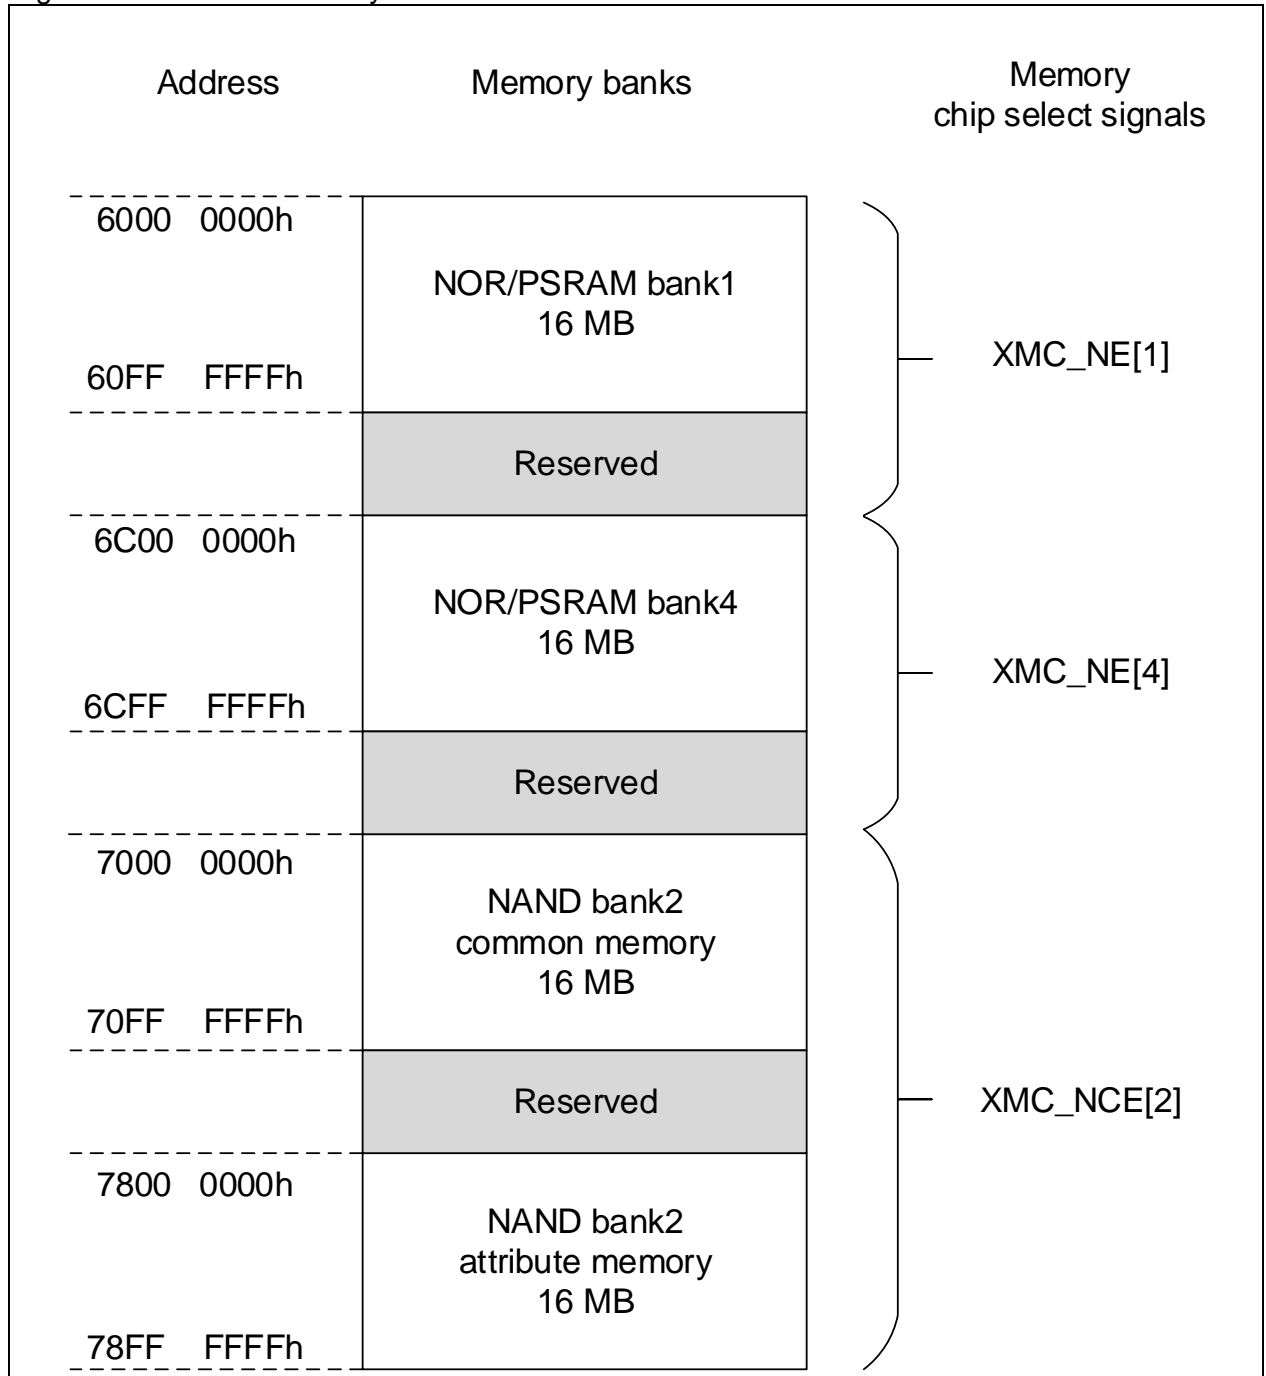 Address
Memory banks
Memory
chip select signals
6000 0000h
NOR/PSRAM bank1
16 MB
60FF FFFFh
XMC_NE[1]
Reserved
6C00 0000h
NOR/PSRAM bank4
16 MB
6CFF FFFFh
XMC_NE[4]
Reserved
7000 0000h
NAND bank2
common memory
16 MB
70FF FFFFh
Reserved
XMC_NCE[2]
7800 0000h
NAND bank2
attribute memory
16 MB
78FF FFFFh